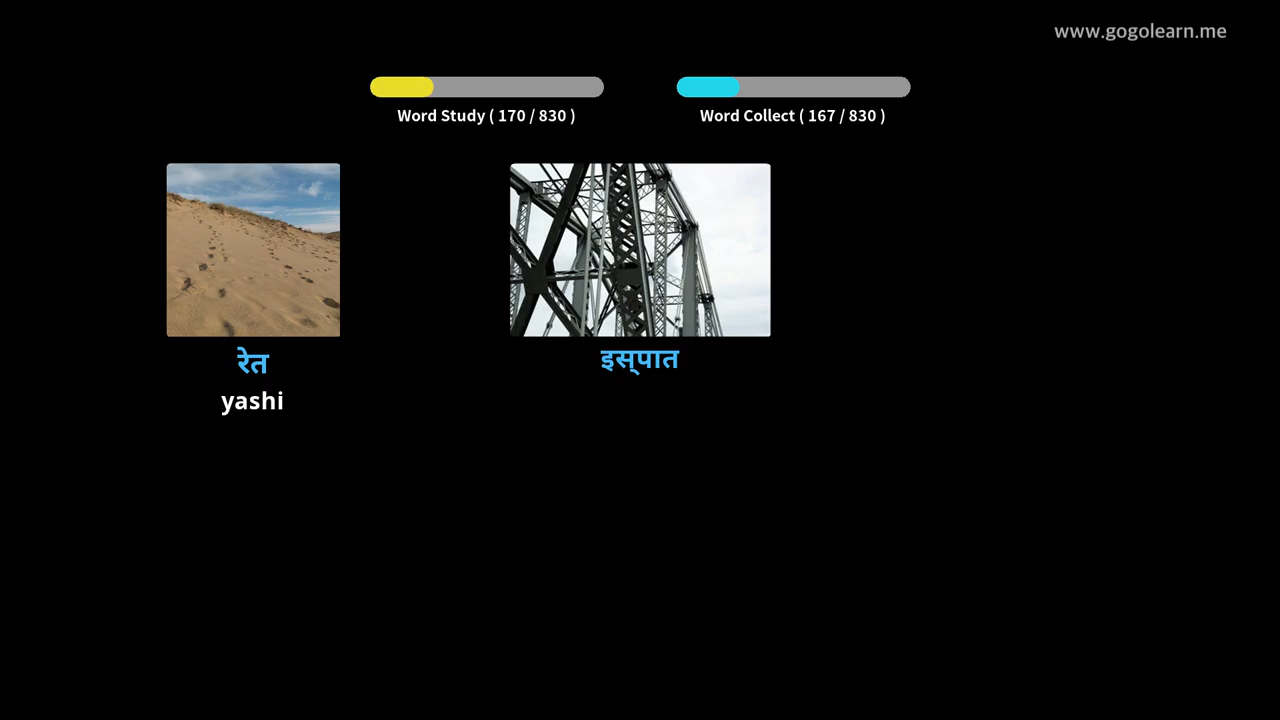 www.gogolearn.me
Word Study ( 170 / 830 )
Word Collect ( 167 / 830 )
रेत
yashi
इस्पात